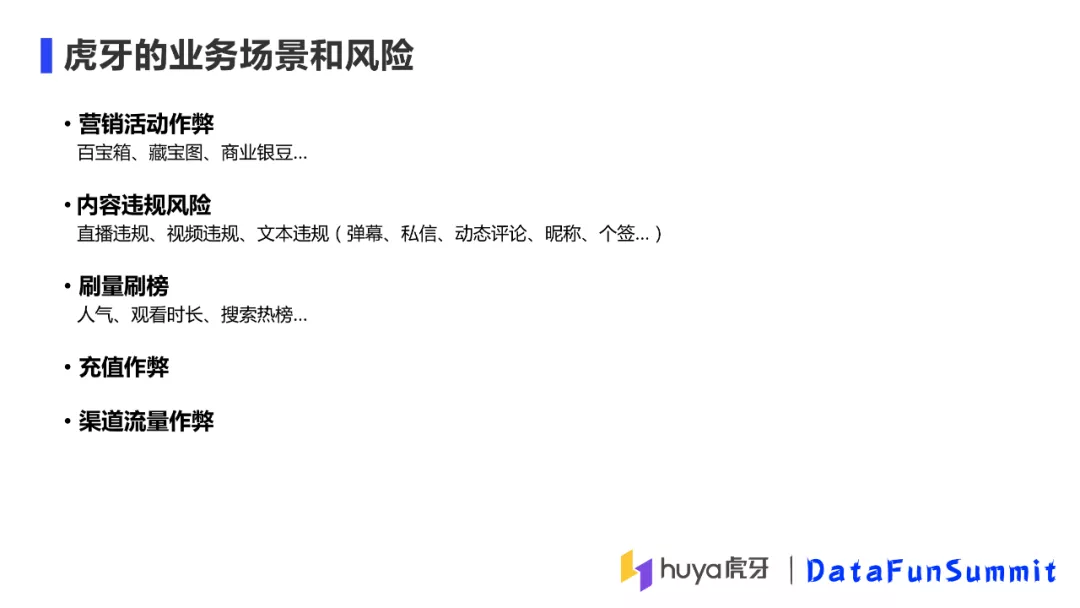 虎牙的业务场景和风险
• 营销活动作弊
百宝箱、藏宝图、商业银豆...
• 内容违规风险
直播违规、视频违规、文本违规（弹幕、私信、动态评论、昵称、个签...）
• 刷量刷榜
人气、观看时长、搜索热榜...
• 充值作弊
• 渠道流量作弊
huya虎牙 | DataFunSummit